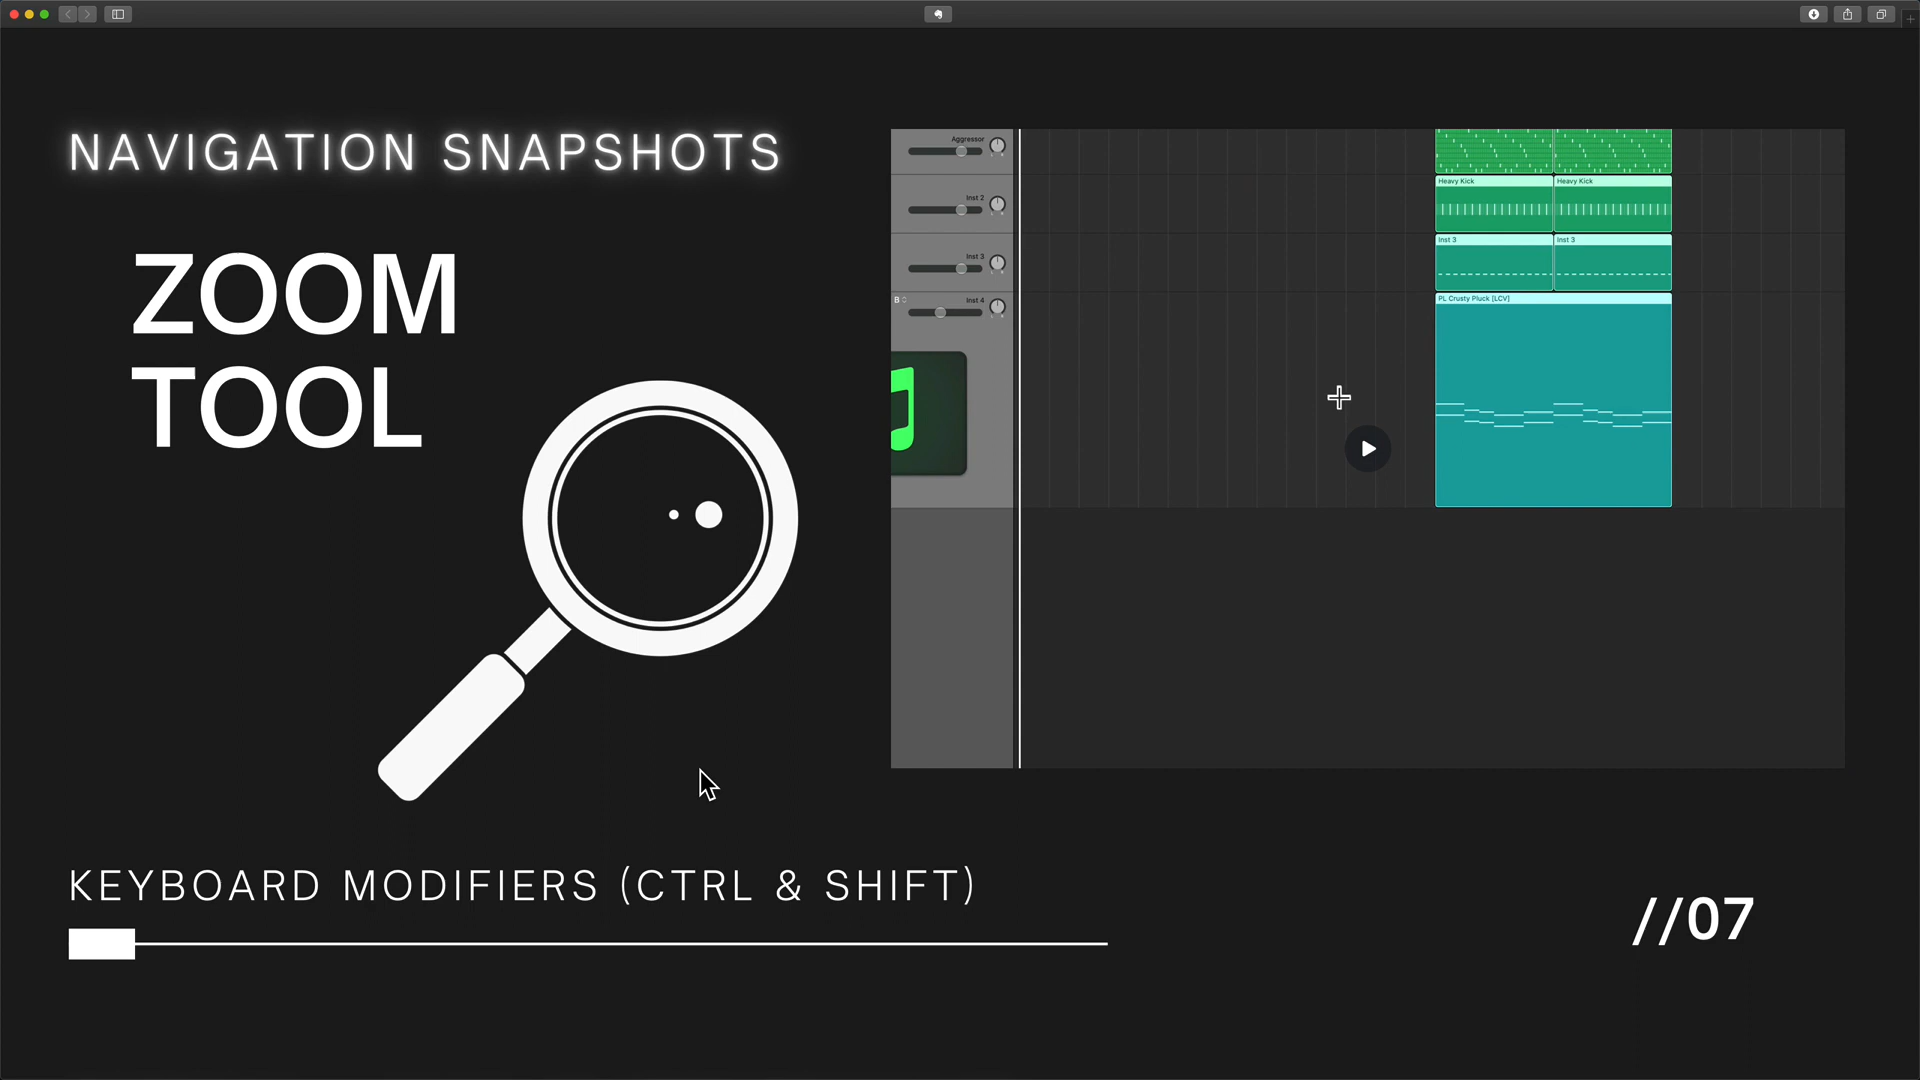 NAVIGATION SNAPSHOTS
ZOOM
TOOL
Aggressor
Inst 2
Inst 3
B
Inst 4
Heavy Kick
Heavy Kick
Inst 3
Inst 3
PL Crusty Pluck [LCV]
KEYBOARD MODIFIERS (CTRL & SHIFT)
//07